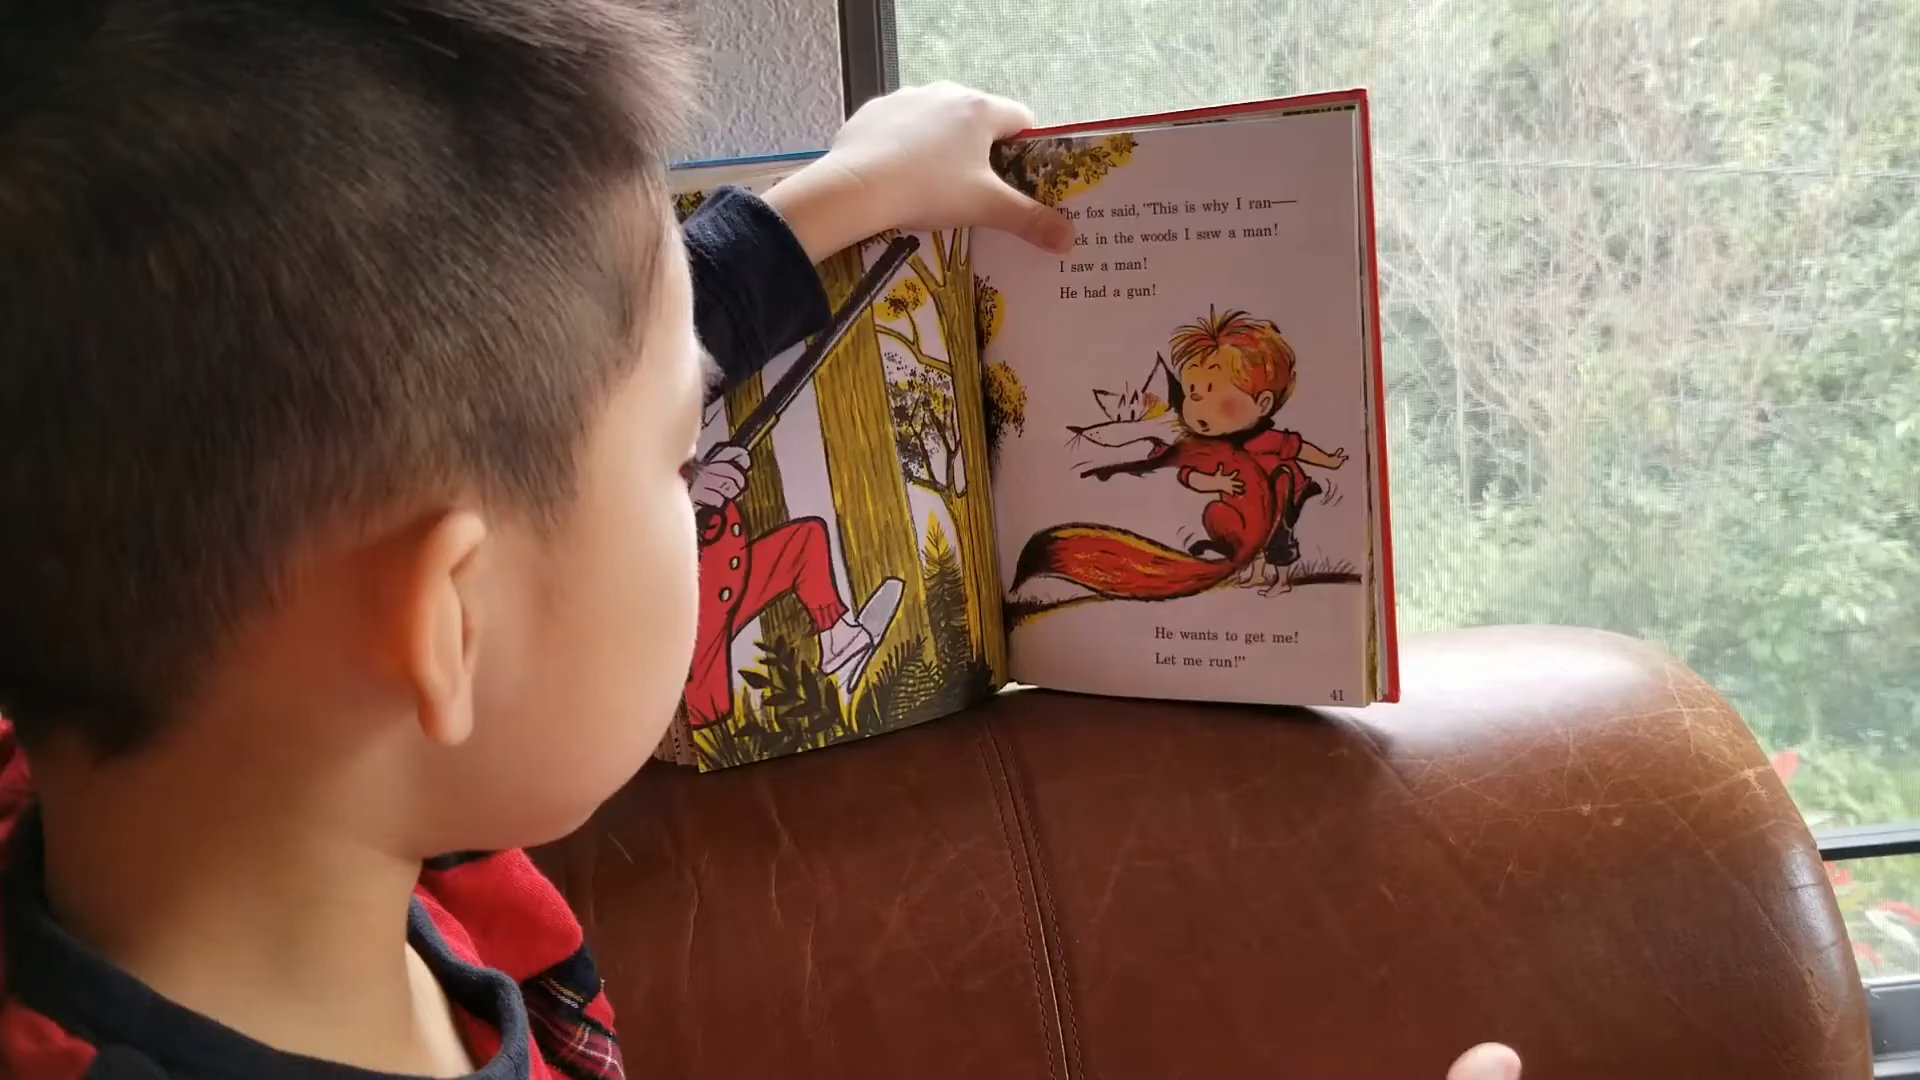 The fox said, "This is why I ran—
ck in the woods I saw a man!
I saw a man!
He had a gun!
He wants to get me!
Let me run!"
41